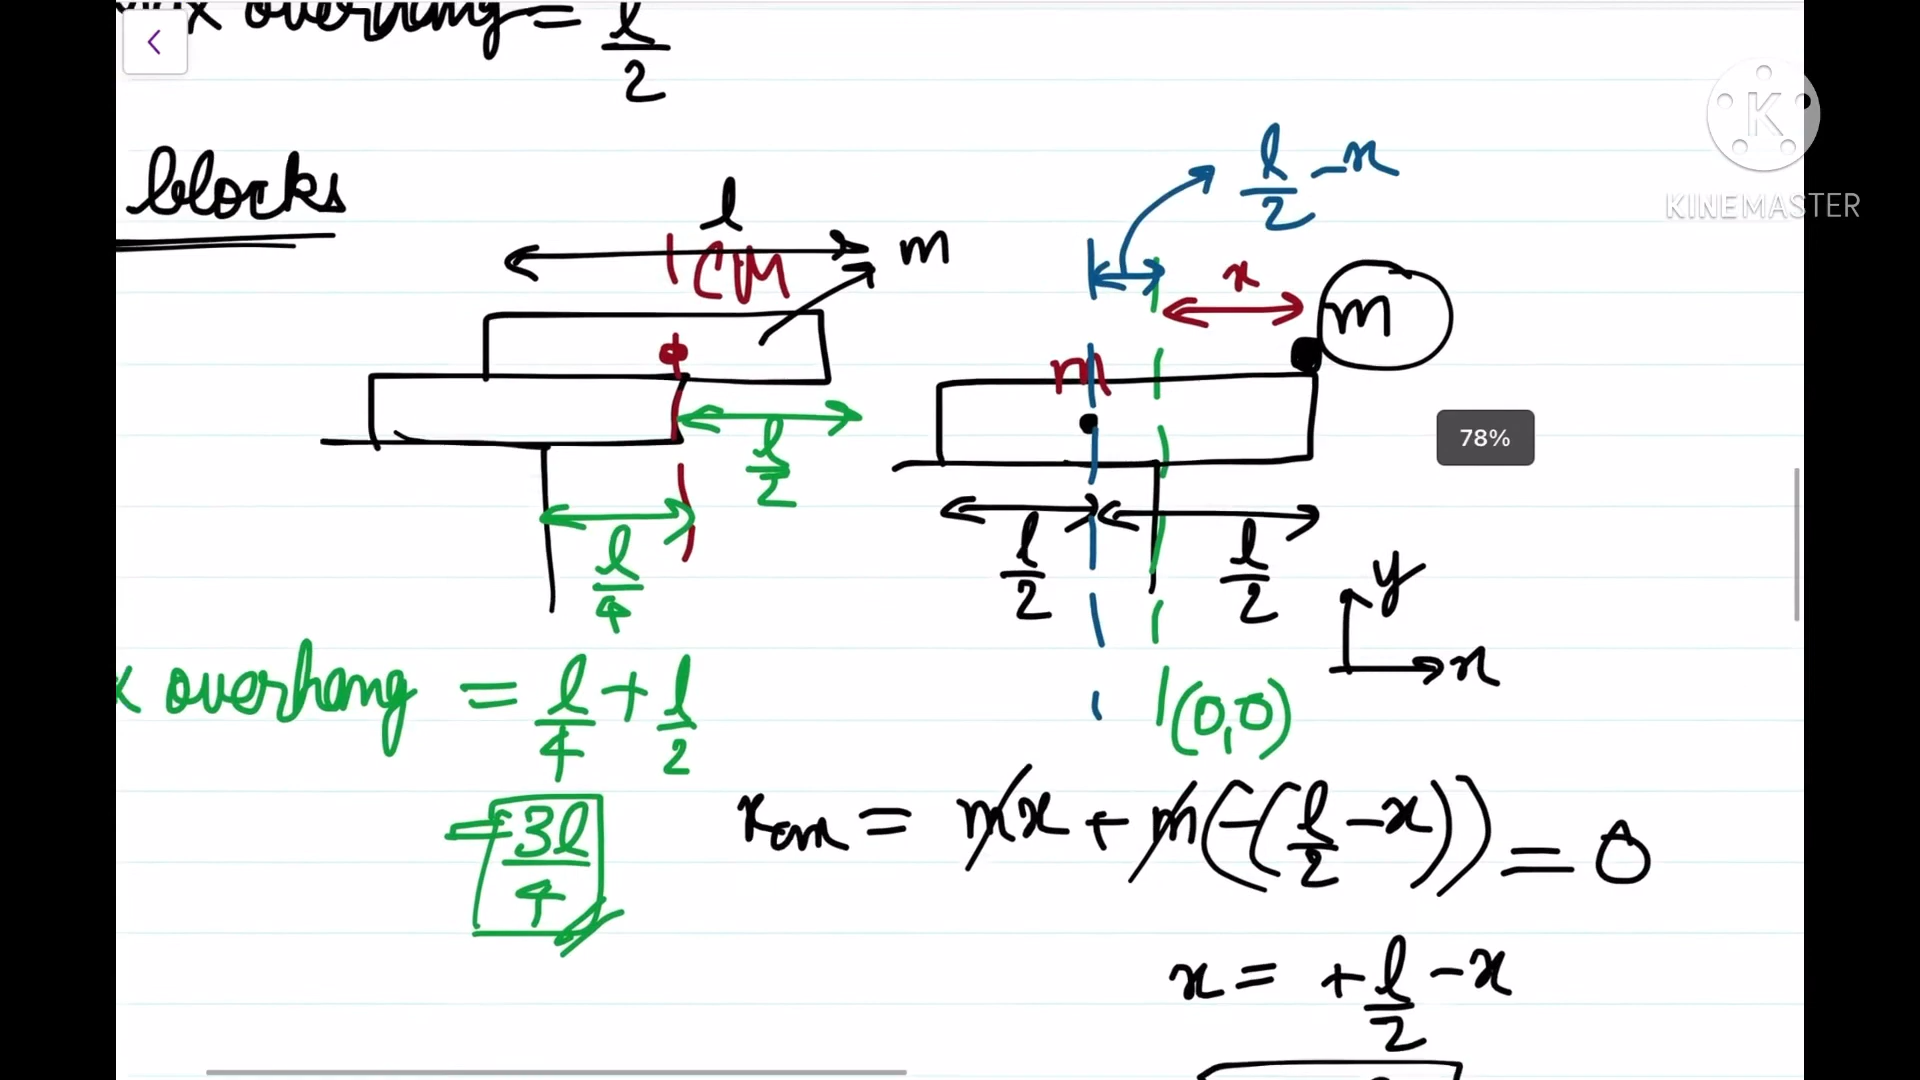 overhang = l/2
blocks
l
CM
m
l/2
l/4
l/2 - x
x
m
K
KINEMASTER
m
78%
l/2
l/2
y
x
(0,0)
x overhang = l/4 + l/2
= 3l/4
xcm = mx + m(-(l/2 - x)) = 0
x = + l/2 - x